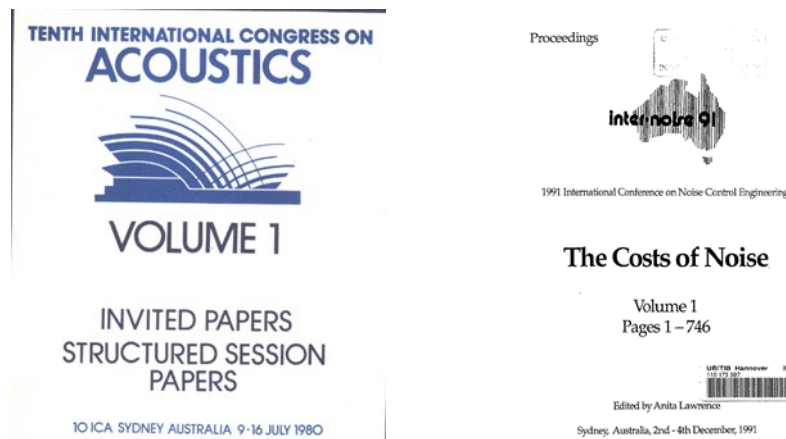 TENTH INTERNATIONAL CONGRESS ON
ACOUSTICS
VOLUME 1
INVITED PAPERS
STRUCTURED SESSION
PAPERS
10 ICA SYDNEY AUSTRALIA 9-16 JULY 1980
Proceedings
inter·noise 91
1991 International Conference on Noise Control Engineering
The Costs of Noise
Volume 1
Pages 1 – 746
UB/TIB Hannover
Edited by Anita Lawrence
Sydney, Australia, 2nd - 4th December, 1991